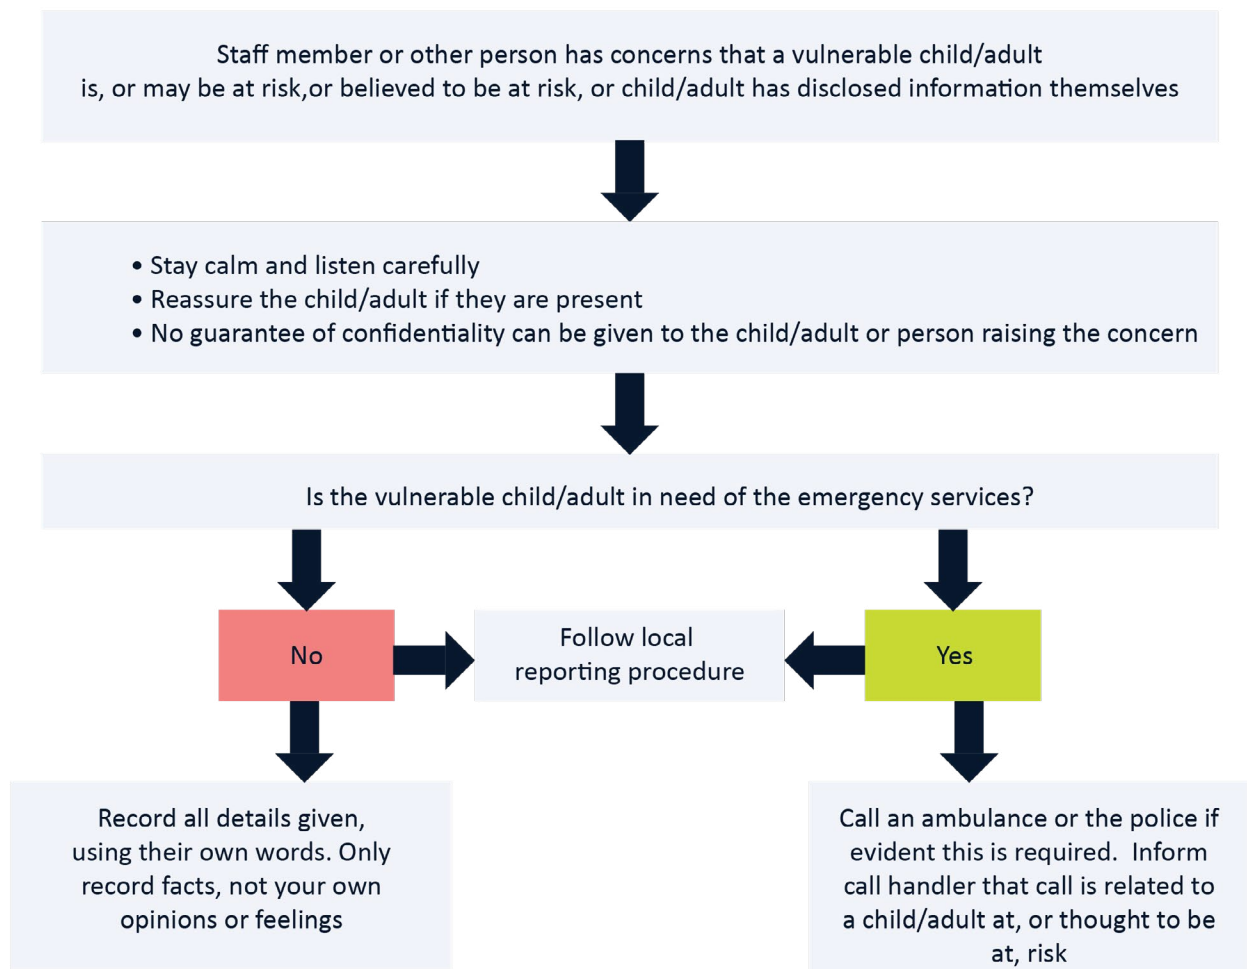 Staff member or other person has concerns that a vulnerable child/adult
is, or may be at risk,or believed to be at risk, or child/adult has disclosed information themselves
• Stay calm and listen carefully
• Reassure the child/adult if they are present
• No guarantee of confidentiality can be given to the child/adult or person raising the concern
Is the vulnerable child/adult in need of the emergency services?
No
Follow local
reporting procedure
Yes
Record all details given,
using their own words. Only
record facts, not your own
opinions or feelings
Call an ambulance or the police if
evident this is required.  Inform
call handler that call is related to
a child/adult at, or thought to be
at, risk